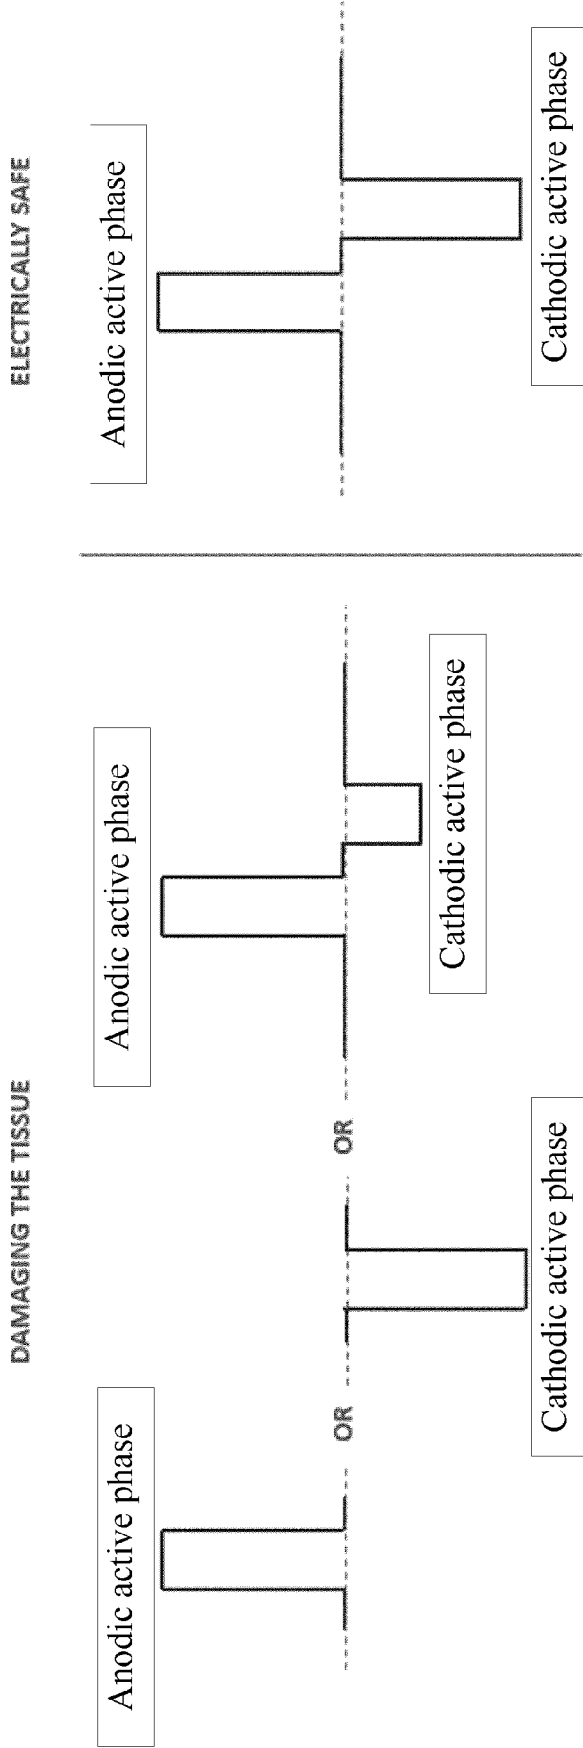 DAMAGING THE TISSUE
ELECTRICALLY SAFE
Anodic active phase
OR
Cathodic active phase
OR
Anodic active phase
Cathodic active phase
Anodic active phase
Cathodic active phase